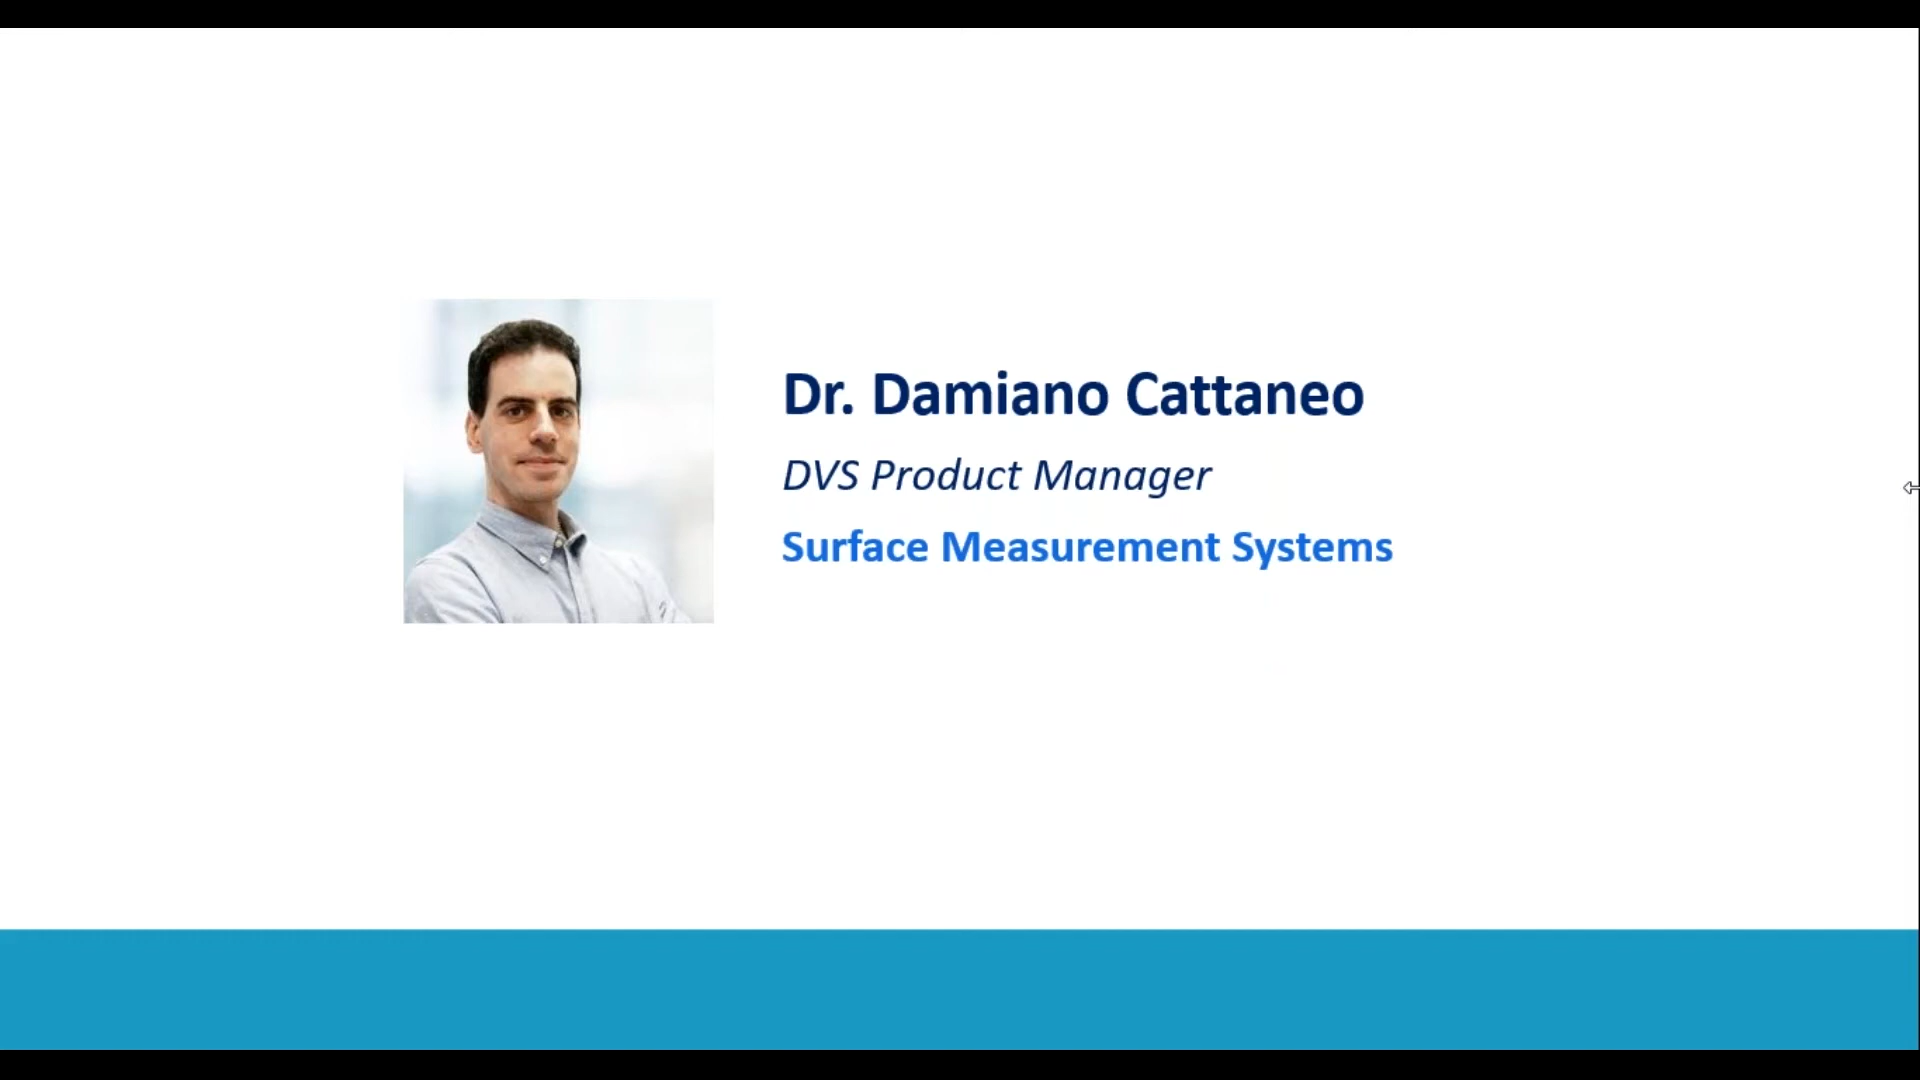 Dr. Damiano Cattaneo
DVS Product Manager
Surface Measurement Systems